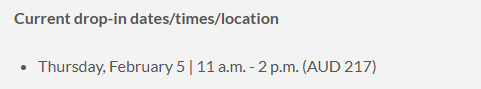 Current drop-in dates/times/location
• Thursday, February 5 | 11 a.m. - 2 p.m. (AUD 217)